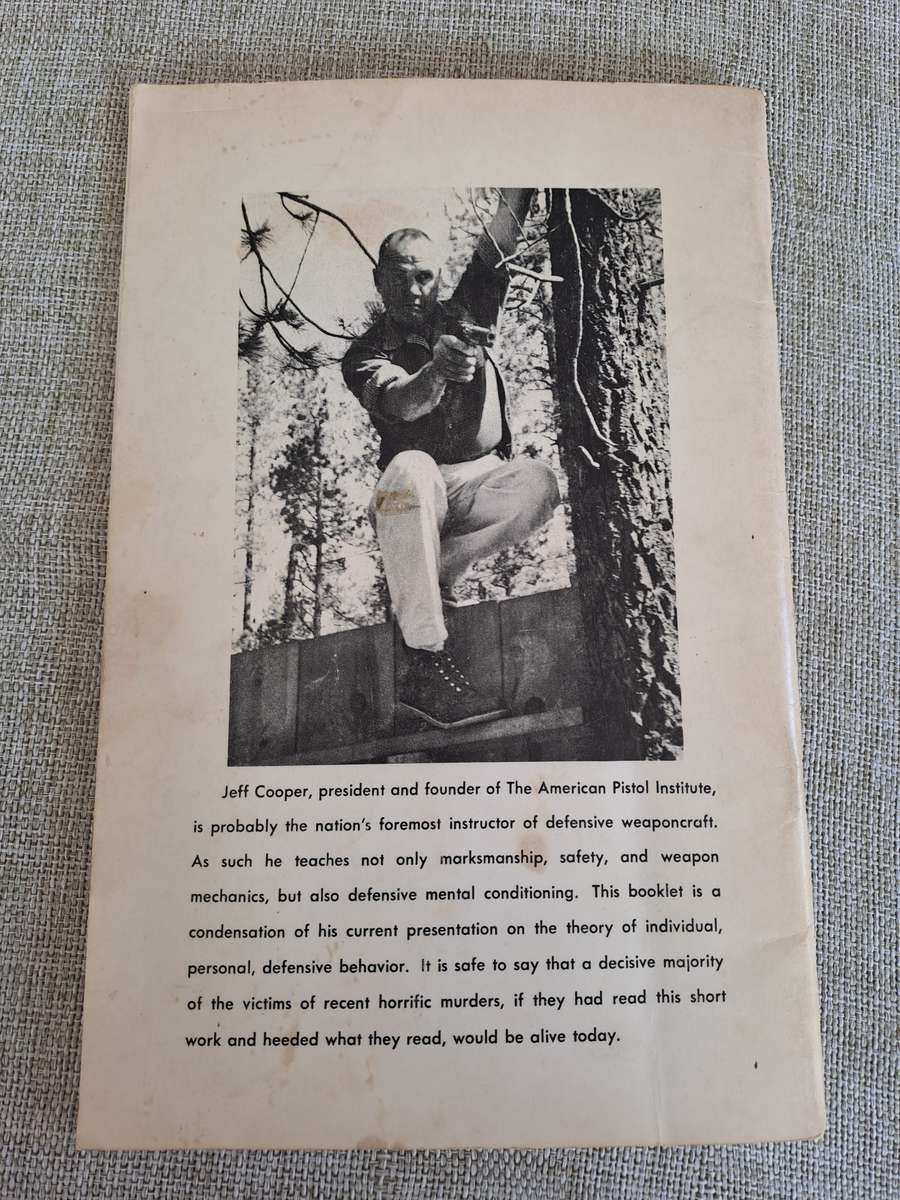 Jeff Cooper, president and founder of The American Pistol Institute,
is probably the nation's foremost instructor of defensive weaponcraft.
As such he teaches not only marksmanship, safety, and weapon
mechanics, but also defensive mental conditioning. This booklet is a
condensation of his current presentation on the theory of individual,
personal, defensive behavior. It is safe to say that a decisive majority
of the victims of recent horrific murders, if they had read this short
work and heeded what they read, would be alive today.